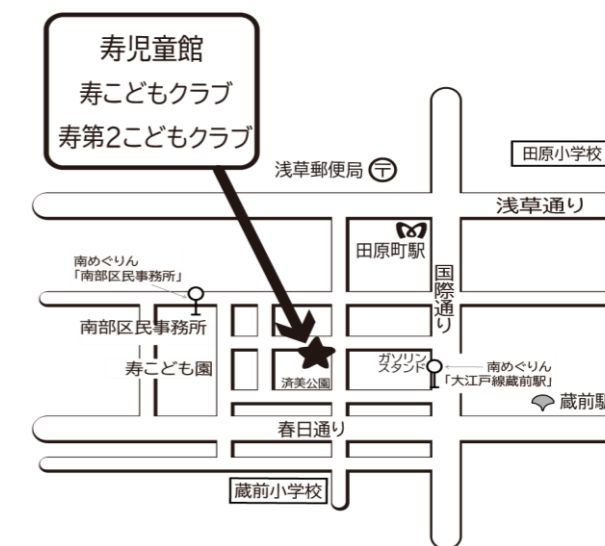 寿児童館
寿こどもクラブ
寿第2こどもクラブ
田原小学校
浅草郵便局
浅草通り
田原町駅
国際通り
南めぐりん
「南部区民事務所」
南部区民事務所
寿こども園
済美公園
ガソリン
スタンド
南めぐりん
「大江戸線蔵前駅」
蔵前駅
春日通り
蔵前小学校